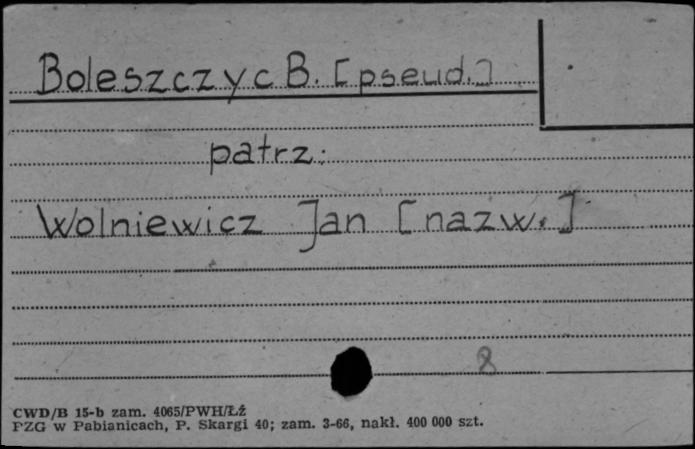 Boleszczyc B. [pseud.]
patrz:
Wolniewicz Jan [nazw.]
8
CWD/B 15-b zam. 4065/PWH/ŁŹ
PZG w Pabianicach, P. Skargi 40; zam. 3-66, nakł. 400 000 szt.